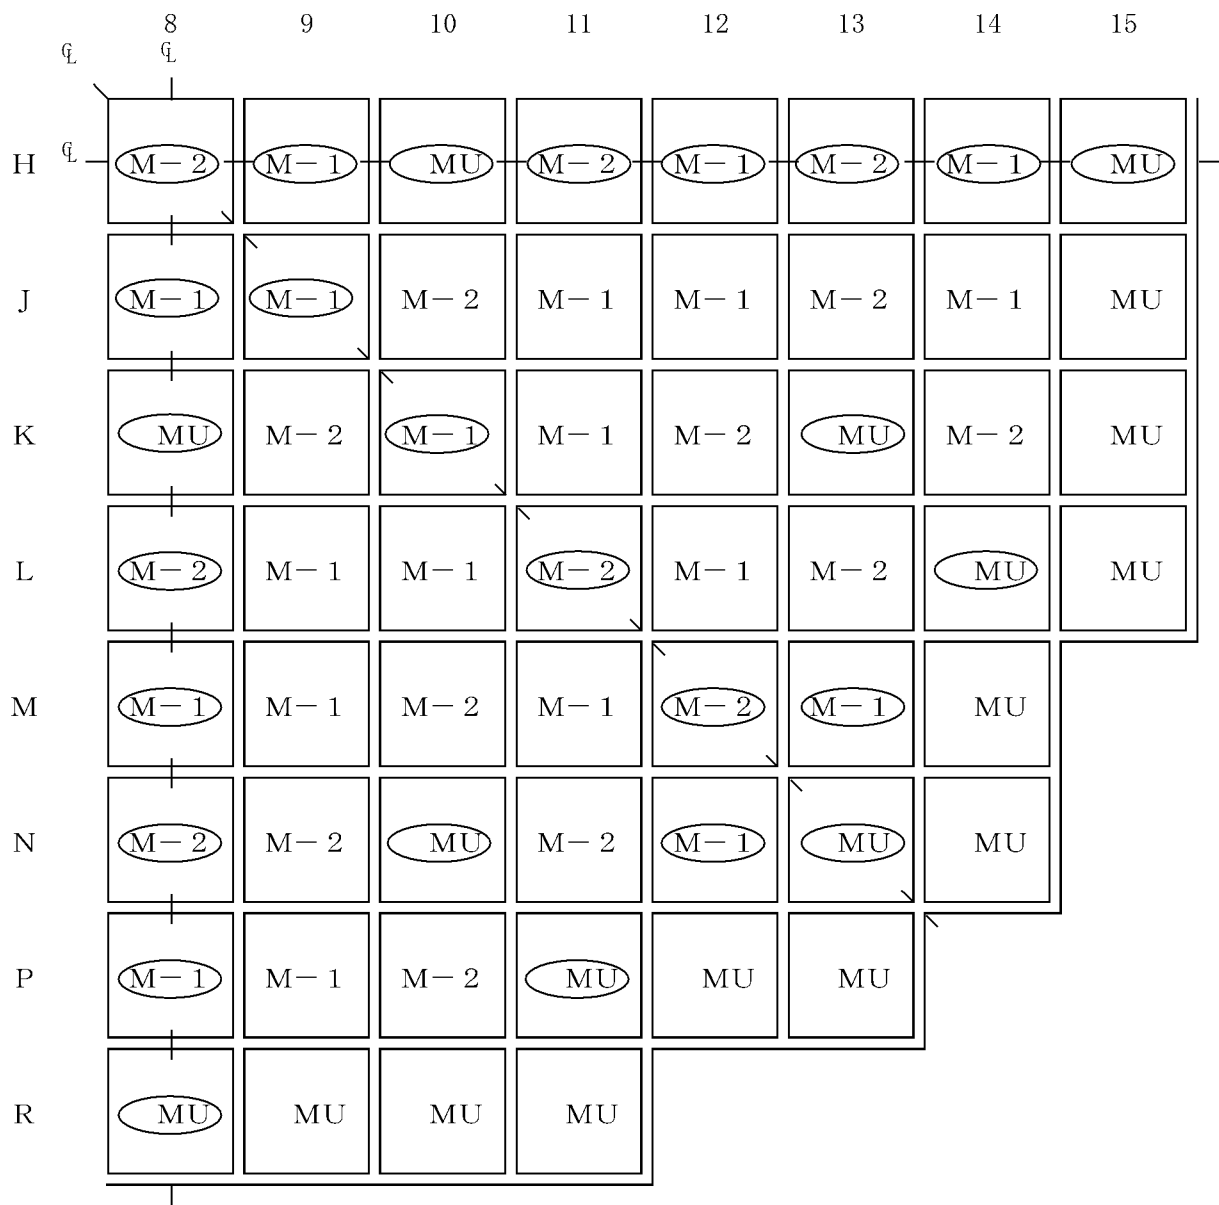 8 9 10 11 12 13 14 15
℄ ℄
H ℄ M－2 M－1 MU M－2 M－1 M－2 M－1 MU
J M－1 M－1 M－2 M－1 M－1 M－2 M－1 MU
K MU M－2 M－1 M－1 M－2 MU M－2 MU
L M－2 M－1 M－1 M－2 M－1 M－2 MU MU
M M－1 M－1 M－2 M－1 M－2 M－1 MU
N M－2 M－2 MU M－2 M－1 MU MU
P M－1 M－1 M－2 MU MU MU
R MU MU MU MU